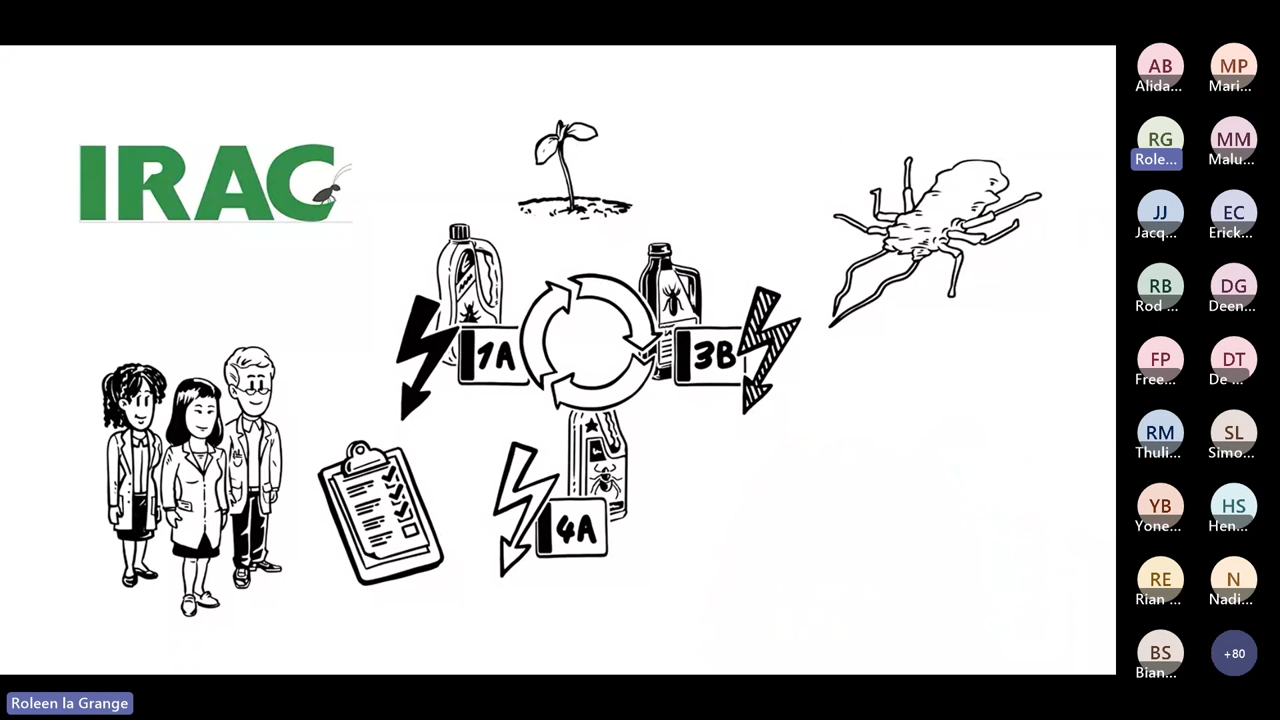 IRAC
1A
3B
4A
AB
Alida...
MP
Mari...
RG
Role...
MM
Malu...
JJ
Jacq...
EC
Erick...
RB
Rod ...
DG
Deen...
FP
Free...
DT
De ...
RM
Thuli...
SL
Simo...
YB
Yone...
HS
Hen...
RE
Rian ...
N
Nadi...
BS
Bian...
+80
Roleen la Grange